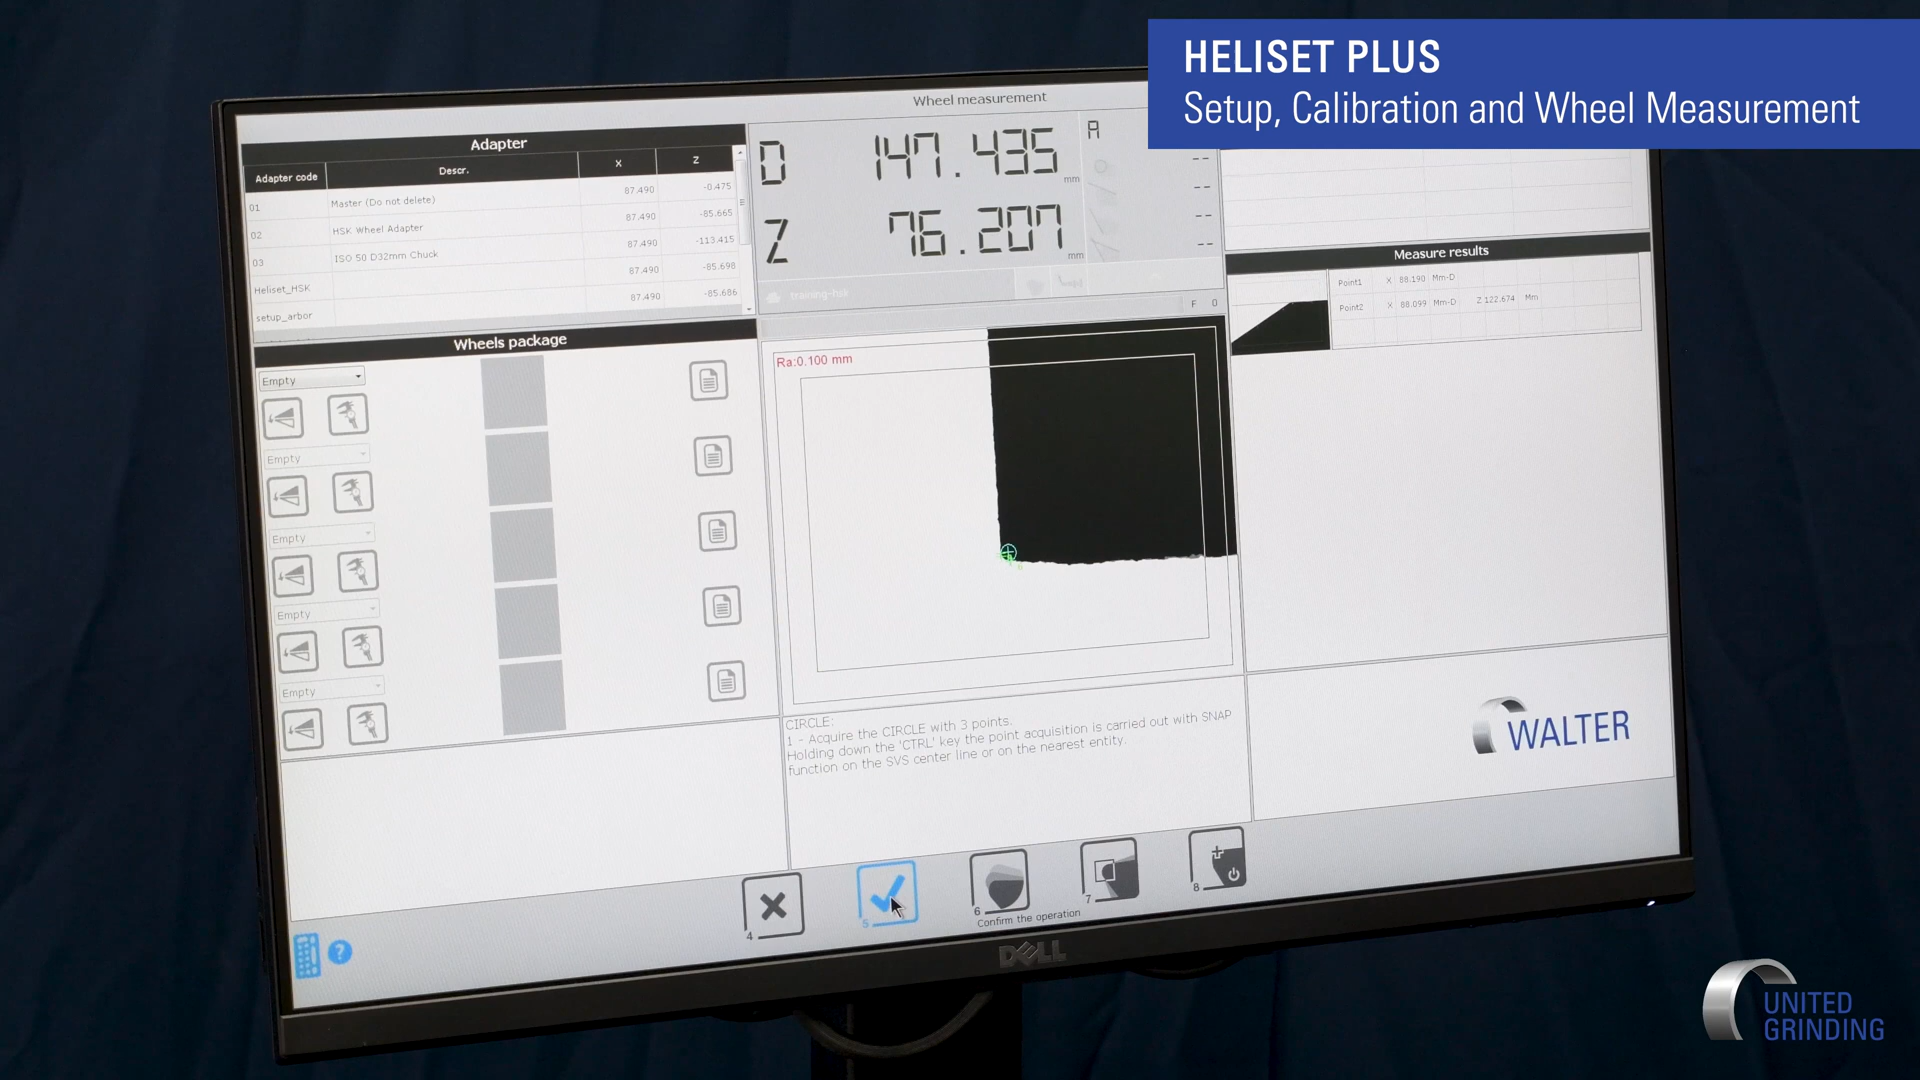 HELISET PLUS
Setup, Calibration and Wheel Measurement
Wheel measurement
Adapter
Adapter code Descr. X Z
01 Master (Do not delete) 87.490 -0.475
02 HSK Wheel Adapter 87.490 -85.665
03 ISO 50 D32mm Chuck 87.490 -113.415
Heliset_HSK 87.490 -85.698
setup_arbor 87.490 -85.686
D 147.435 mm A
Z 76.207 mm
--
--
--
--
training-hsk
F 0
Measure results
Point1 X 88.190 Mm-D
Point2 X 88.099 Mm-D Z 122.674 Mm
Wheels package
Empty
Empty
Empty
Empty
Empty
Ra:0.100 mm
CIRCLE:
1 - Acquire the CIRCLE with 3 points.
Holding down the 'CTRL' key the point acquisition is carried out with SNAP
function on the SVS center line or on the nearest entity.
WALTER
4
5
6
7
8
Confirm the operation
?
DELL
UNITED
GRINDING